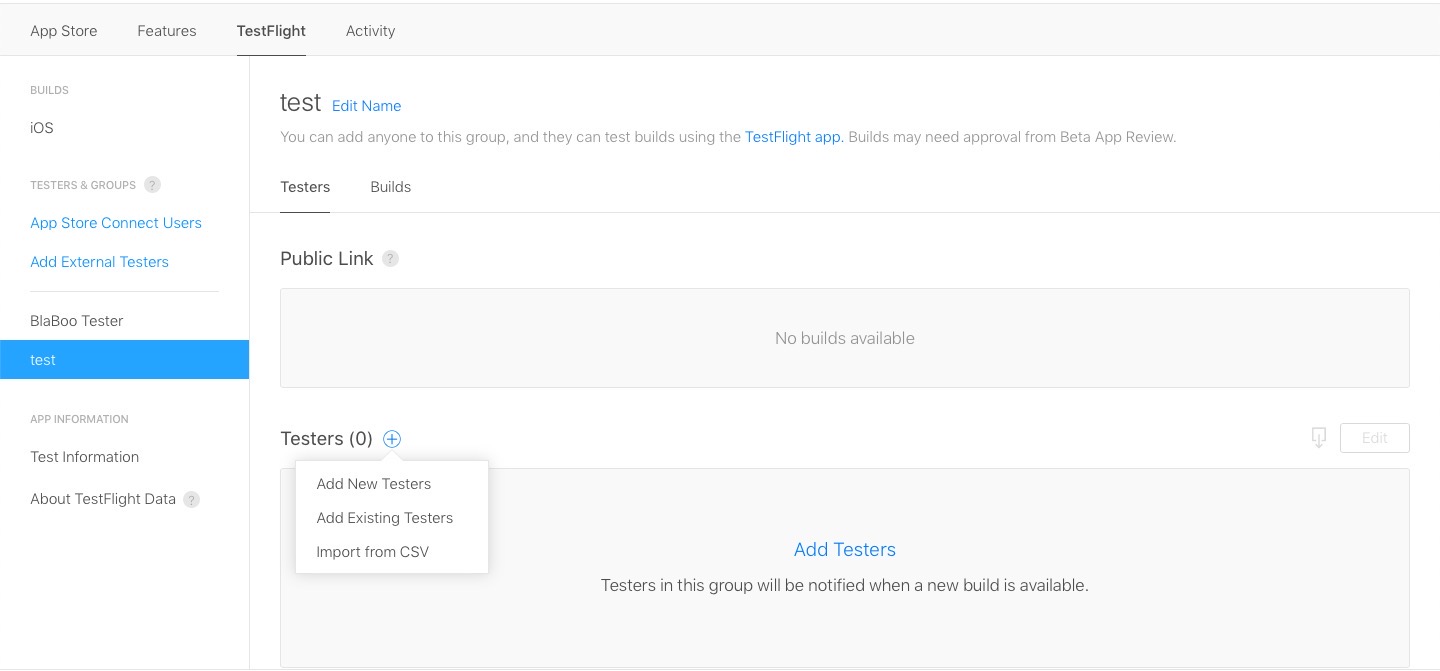 App Store Features TestFlight Activity
BUILDS
iOS
TESTERS & GROUPS ?
App Store Connect Users
Add External Testers
BlaBoo Tester
test
APP INFORMATION
Test Information
About TestFlight Data ?
test Edit Name
You can add anyone to this group, and they can test builds using the TestFlight app. Builds may need approval from Beta App Review.
Testers Builds
Public Link ?
No builds available
Testers (0)
Edit
Add New Testers
Add Existing Testers
Import from CSV
Add Testers
Testers in this group will be notified when a new build is available.